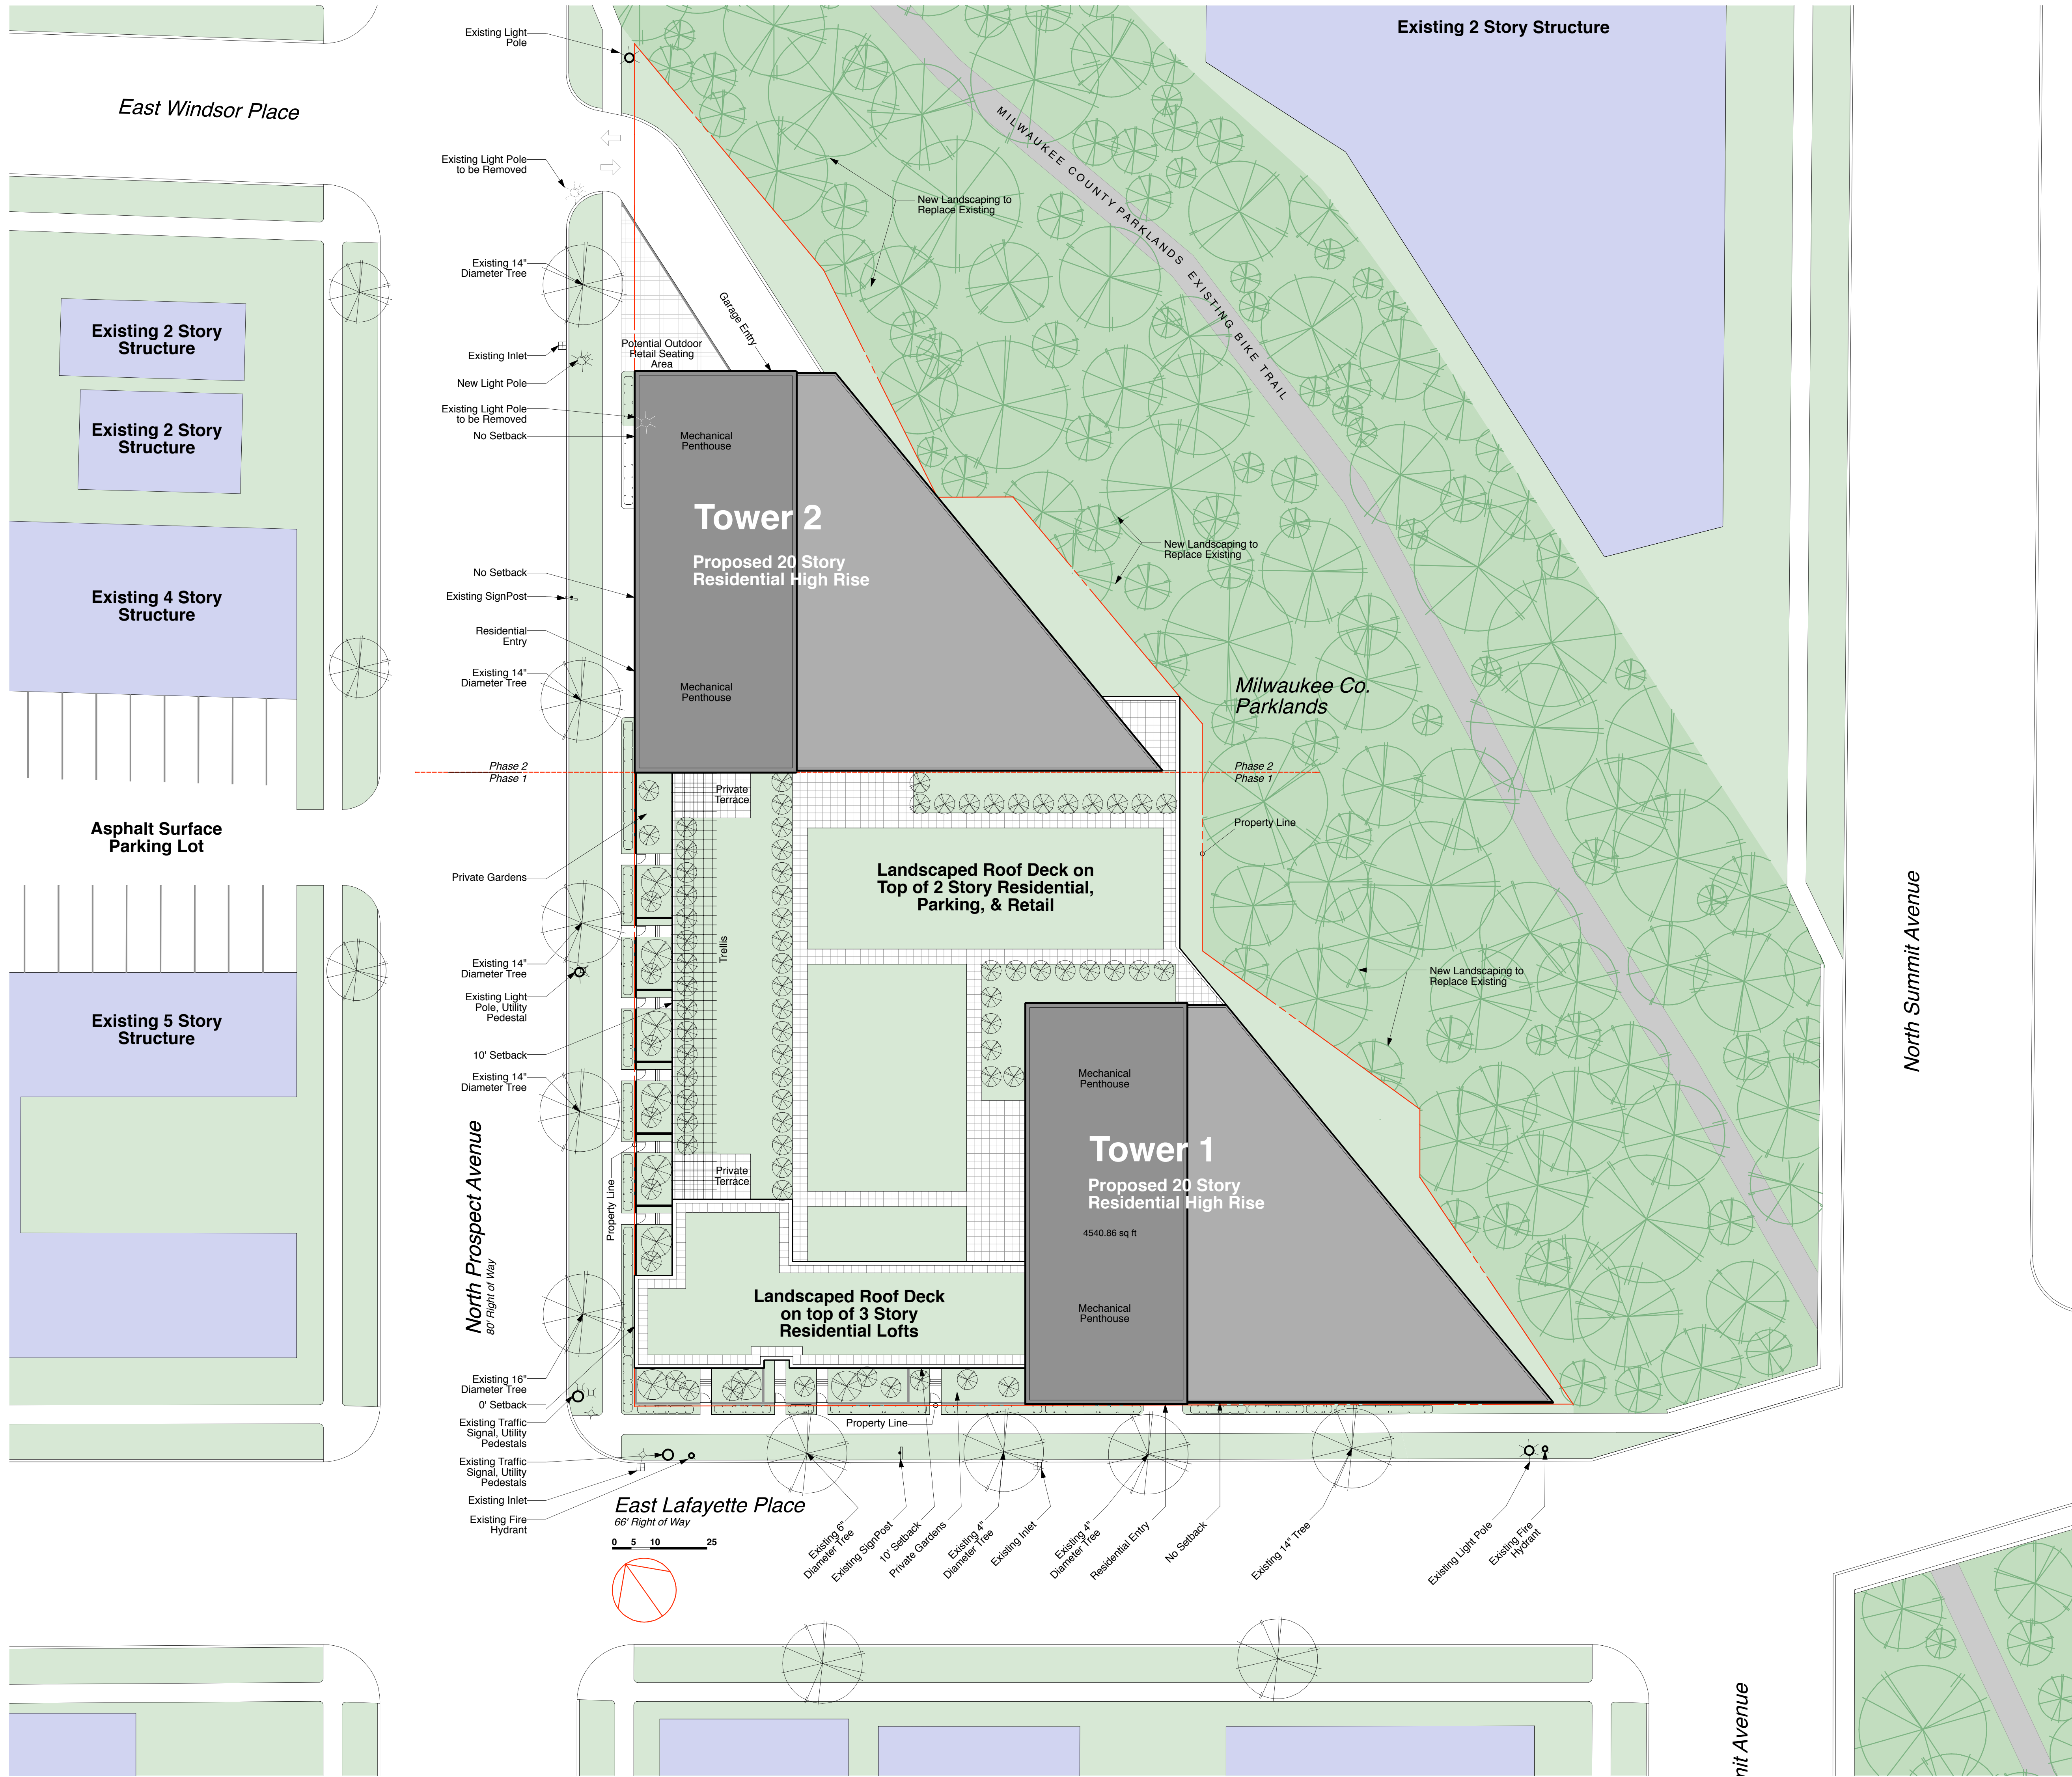 Existing Light
Pole
Existing 2 Story Structure
East Windsor Place
MILWAUKEE COUNTY PARKLANDS EXISTING BIKE TRAIL
Existing Light Pole
to be Removed
New Landscaping to
Replace Existing
Existing 14"
Diameter Tree
Garage Entry
Existing 2 Story
Structure
Existing Inlet
Potential Outdoor
Retail Seating
Area
New Light Pole
Existing Light Pole
to be Removed
No Setback
Existing 2 Story
Structure
Mechanical
Penthouse
Tower 2
Proposed 20 Story
Residential High Rise
New Landscaping to
Replace Existing
No Setback
Existing SignPost
Existing 4 Story
Structure
Residential
Entry
Existing 14"
Diameter Tree
Mechanical
Penthouse
Milwaukee Co.
Parklands
Phase 2
Phase 1
Phase 2
Phase 1
Private
Terrace
Property Line
Asphalt Surface
Parking Lot
Private Gardens
Landscaped Roof Deck on
Top of 2 Story Residential,
Parking, & Retail
Trellis
North Summit Avenue
Existing 14"
Diameter Tree
Existing Light
Pole, Utility
Pedestal
New Landscaping to
Replace Existing
Existing 5 Story
Structure
10' Setback
Existing 14"
Diameter Tree
Mechanical
Penthouse
Tower 1
Proposed 20 Story
Residential High Rise
4540.86 sq ft
Private
Terrace
Property Line
North Prospect Avenue
80' Right of Way
Landscaped Roof Deck
on top of 3 Story
Residential Lofts
Mechanical
Penthouse
Existing 16"
Diameter Tree
0' Setback
Existing Traffic
Signal, Utility
Pedestals
Property Line
Existing Traffic
Signal, Utility
Pedestals
Existing Inlet
Existing Fire
Hydrant
East Lafayette Place
66' Right of Way
0 5 10 25
Existing 6"
Diameter Tree
Existing SignPost
10' Setback
Private Gardens
Existing 4"
Diameter Tree
Existing Inlet
Existing 4"
Diameter Tree
Residential Entry
No Setback
Existing 14" Tree
Existing Light Pole
Existing Fire
Hydrant
nit Avenue